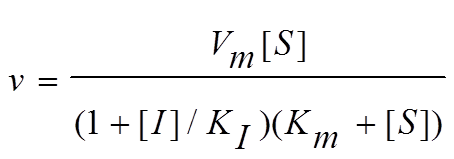 v = V_m [S] / (1 + [I] / K_I )(K_m + [S])